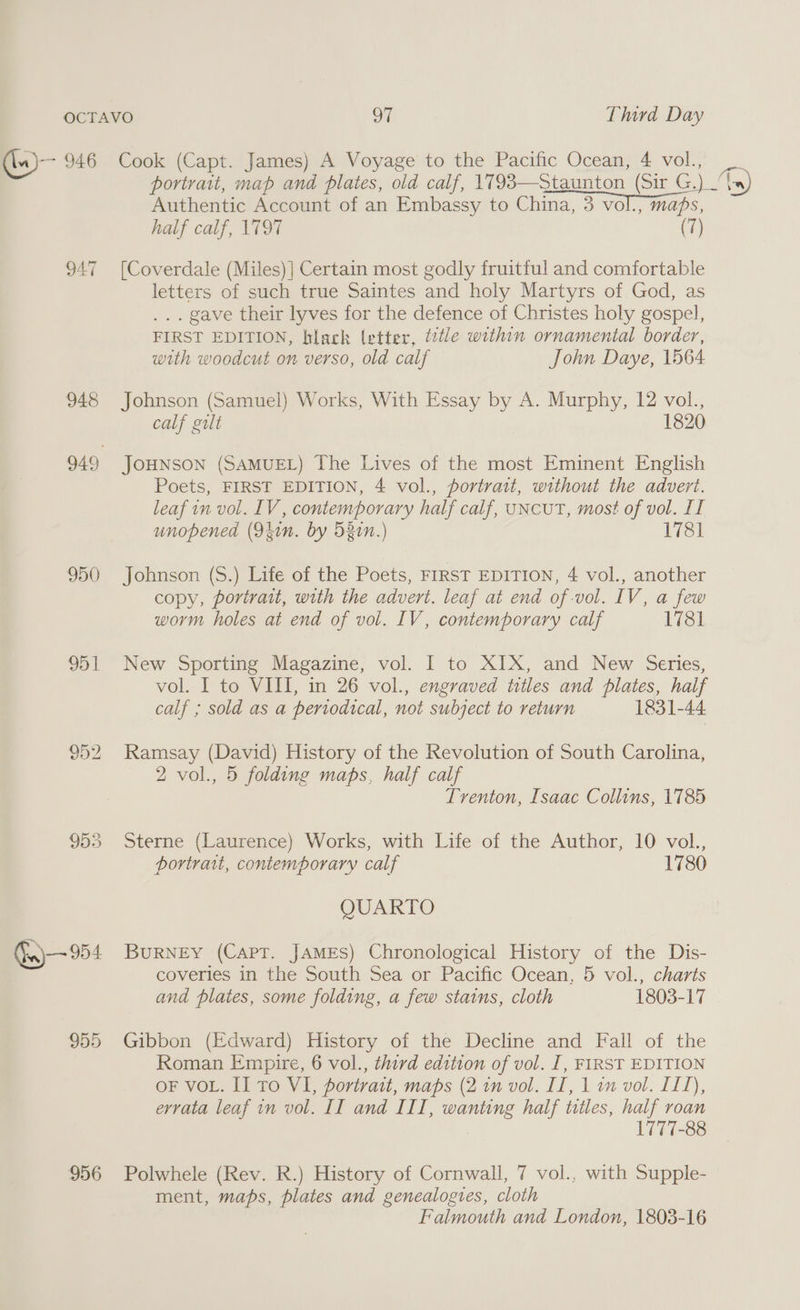 OCTAVO 97 Third Day
946 Cook (Capt. James) A Voyage to the Pacific Ocean, 4 vol.,
portrait, map and plates, old calf, 1793—Staunton (Sir G.)
Authentic Account of an Embassy to China, 3 vol., maps,
half calf, 1797 (7)
947 [Coverdale (Miles)] Certain most godly fruitful and comfortable
letters of such true Saintes and holy Martyrs of God, as
... gave their lyves for the defence of Christes holy gospel,
FIRST EDITION, black letter, title within ornamental border,
with woodcut on verso, old calf John Daye, 1564
948 Johnson (Samuel) Works, With Essay by A. Murphy, 12 vol.,
calf gilt 1820
949 JOHNSON (SAMUEL) The Lives of the most Eminent English
Poets, FIRST EDITION, 4 vol., portrait, without the advert.
leaf in vol. IV, contemporary half calf, UNCUT, most of vol. II
unopened (9¼in. by 5¾in.) 1781
950 Johnson (S.) Life of the Poets, FIRST EDITION, 4 vol., another
copy, portrait, with the advert. leaf at end of vol. IV, a few
worm holes at end of vol. IV, contemporary calf 1781
951 New Sporting Magazine, vol. I to XIX, and New Series,
vol. I to VIII, in 26 vol., engraved titles and plates, half
calf ; sold as a periodical, not subject to return 1831-44
952 Ramsay (David) History of the Revolution of South Carolina,
2 vol., 5 folding maps, half calf
Trenton, Isaac Collins, 1785
953 Sterne (Laurence) Works, with Life of the Author, 10 vol.,
portrait, contemporary calf 1780
QUARTO
954 BURNEY (CAPT. JAMES) Chronological History of the Dis-
coveries in the South Sea or Pacific Ocean, 5 vol., charts
and plates, some folding, a few stains, cloth 1803-17
955 Gibbon (Edward) History of the Decline and Fall of the
Roman Empire, 6 vol., third edition of vol. I, FIRST EDITION
OF VOL. II TO VI, portrait, maps (2 in vol. II, 1 in vol. III),
errata leaf in vol. II and III, wanting half titles, half roan
1777-88
956 Polwhele (Rev. R.) History of Cornwall, 7 vol., with Supple-
ment, maps, plates and genealogies, cloth
Falmouth and London, 1803-16